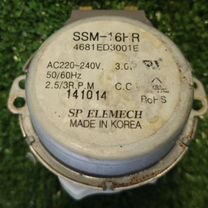 SSM-16HR
4681ED3001E
AC220-240V, 3.0
50/60Hz
2.5/3R.P.M C.C
141014 RoHS
SP ELEMECH
MADE IN KOREA